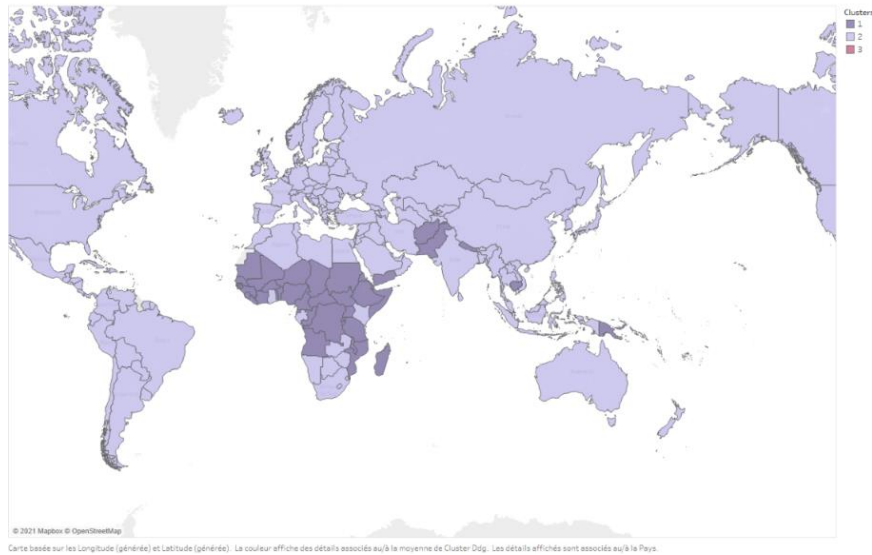 Clusters
1
2
3
© 2021 Mapbox © OpenStreetMap
Carte basée sur les Longitude (générée) et Latitude (générée). La couleur affiche des détails associés au/à la moyenne de Cluster Ddg. Les détails affichés sont associés au/à la Pays.